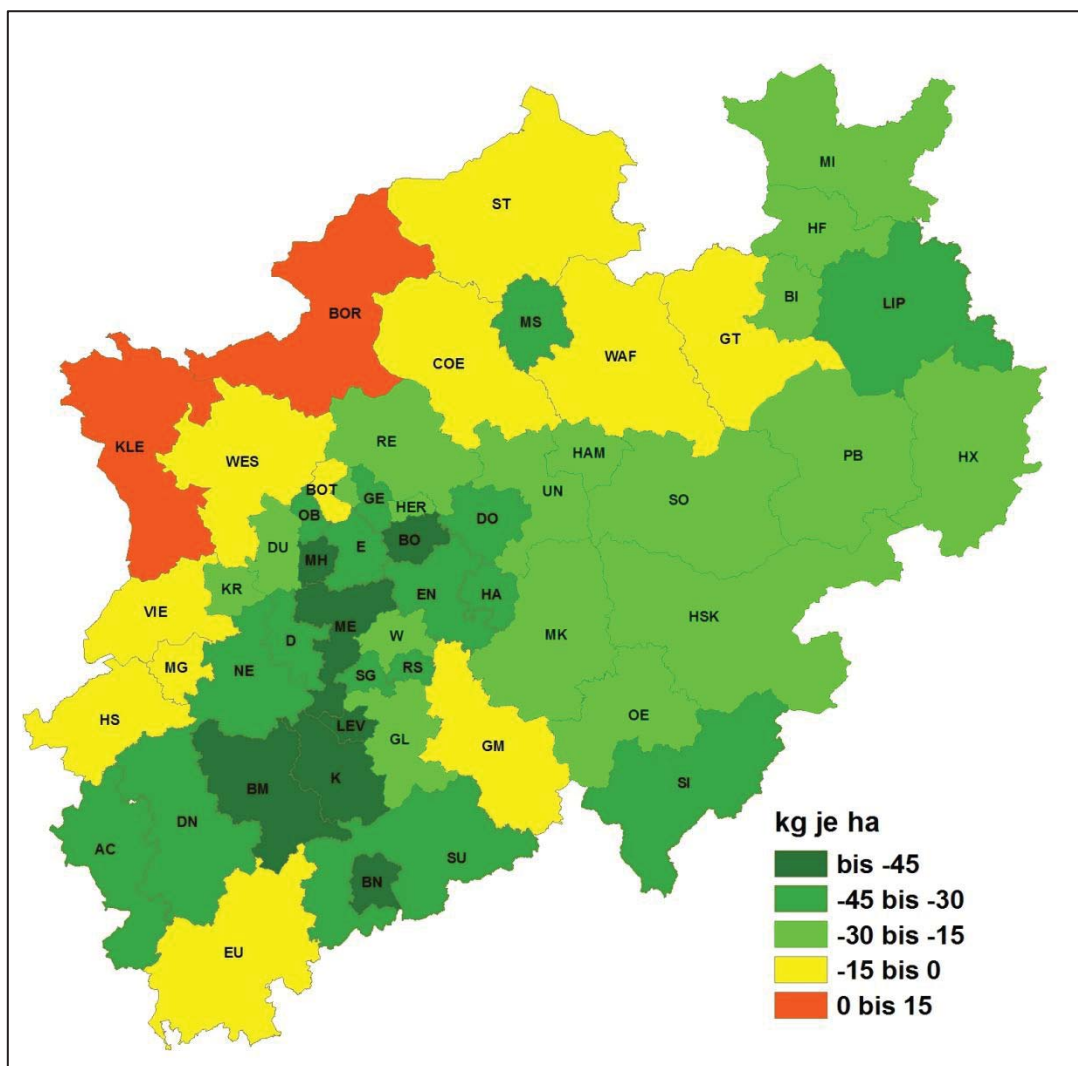 MI
ST
HF
BI
LIP
BOR
MS
GT
COE
WAF
KLE
RE
HAM
PB
HX
WES
BOT
GE
HER
UN
SO
OB
DO
DU
E
BO
MH
KR
EN
HA
VIE
ME
W
MK
HSK
D
MG
NE
SG
RS
HS
LEV
GL
OE
GM
K
BM
SI
DN
AC
SU
BN
EU
kg je ha
bis -45
-45 bis -30
-30 bis -15
-15 bis 0
0 bis 15